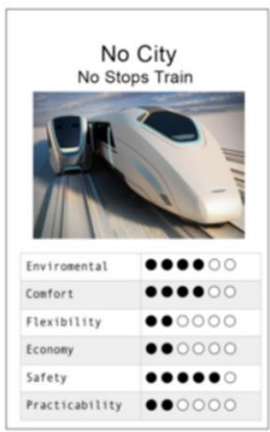 No City
No Stops Train
Enviromental ●●●●○○
Comfort ●●●●○○
Flexibility ●●○○○○
Economy ●●○○○○
Safety ●●●●●○
Practicability ●●○○○○